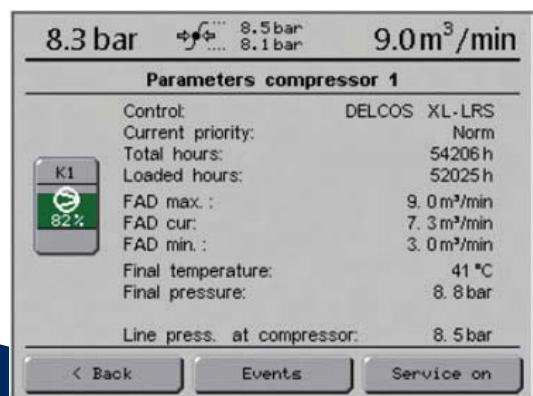 8.3 bar 8.5 bar 9.0 m³/min
8.1 bar
Parameters compressor 1
Control: DELCOS XL-LRS
Current priority: Norm
Total hours: 54206 h
Loaded hours: 52025 h
K1
82%
FAD max. : 9. 0 m³/min
FAD cur: 7. 3 m³/min
FAD min. : 3. 0 m³/min
Final temperature: 41 °C
Final pressure: 8. 8 bar
Line press. at compressor: 8. 5 bar
< Back Events Service on